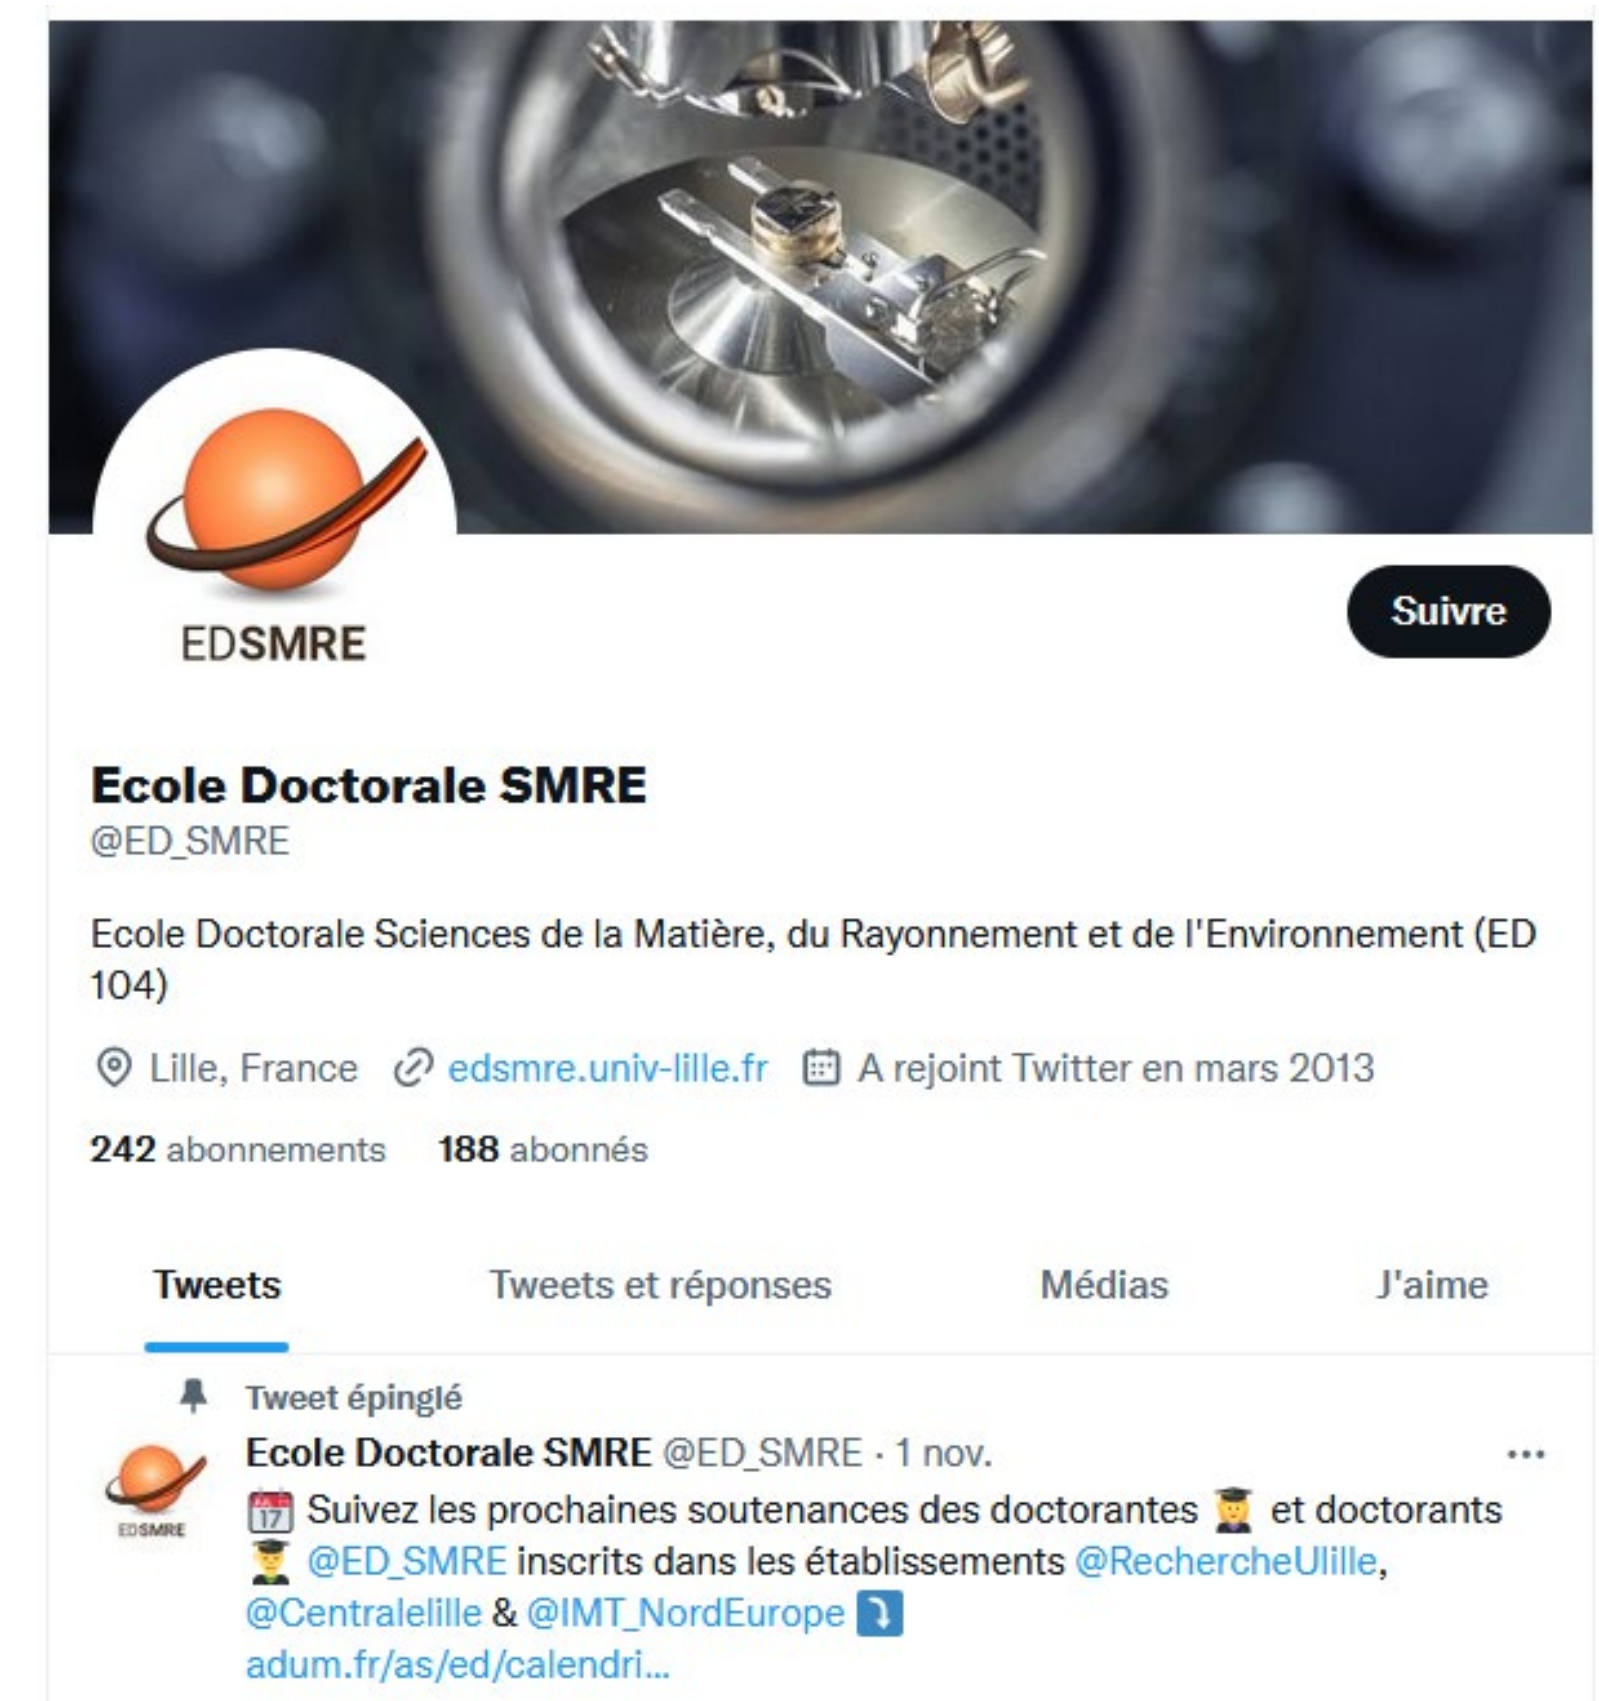 EDSMRE
Suivre
Ecole Doctorale SMRE
@ED_SMRE
Ecole Doctorale Sciences de la Matière, du Rayonnement et de l'Environnement (ED
104)
Lille, France edsmre.univ-lille.fr A rejoint Twitter en mars 2013
242 abonnements 188 abonnés
Tweets Tweets et réponses Médias J'aime
Tweet épinglé
Ecole Doctorale SMRE @ED_SMRE · 1 nov.
EDSMRE
17 Suivez les prochaines soutenances des doctorantes et doctorants
@ED_SMRE inscrits dans les établissements @RechercheUlille,
@Centralelille & @IMT_NordEurope
adum.fr/as/ed/calendri...